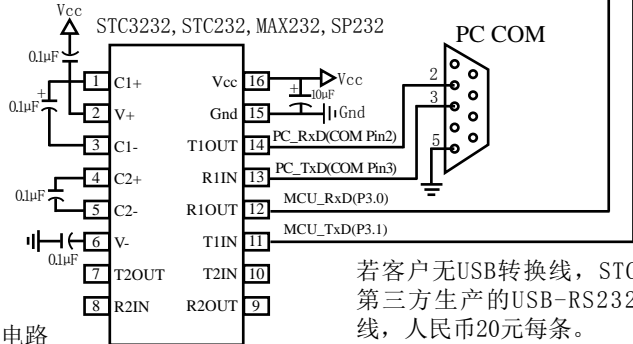 Vcc
STC3232,STC232,MAX232,SP232
PC COM
0.1μF
1 C1+ Vcc 16 Vcc
+ 10μF
0.1μF +
2 V+ Gnd 15 Gnd
2
3
3 C1- T1OUT 14 PC_RxD(COM Pin2)
5
4 C2+ R1IN 13 PC_TxD(COM Pin3)
0.1μF
5 C2- R1OUT 12 MCU_RxD(P3.0)
6 V- T1IN 11 MCU_TxD(P3.1)
0.1μF
7 T2OUT T2IN 10
8 R2IN R2OUT 9
若客户无USB转换线，STC
第三方生产的USB-RS232
线，人民币20元每条。
电路